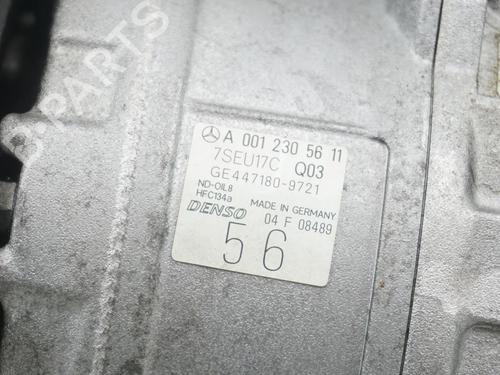 B-PARTS
A 001 230 56 11
7SEU17C Q03
GE447180-9721
ND-OIL8
HFC134a
MADE IN GERMANY
DENSO 04 F 08489
56